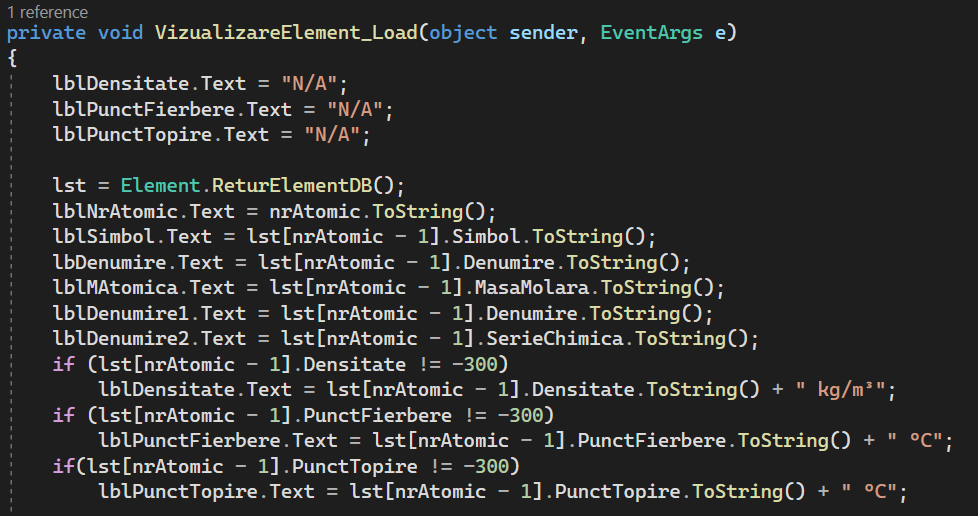 1 reference
private void VizualizareElement_Load(object sender, EventArgs e)
{
lblDensitate.Text = "N/A";
lblPunctFierbere.Text = "N/A";
lblPunctTopire.Text = "N/A";
lst = Element.ReturElementDB();
lblNrAtomic.Text = nrAtomic.ToString();
lblSimbol.Text = lst[nrAtomic - 1].Simbol.ToString();
lbDenumire.Text = lst[nrAtomic - 1].Denumire.ToString();
lblMAtomica.Text = lst[nrAtomic - 1].MasaMolara.ToString();
lblDenumire1.Text = lst[nrAtomic - 1].Denumire.ToString();
lblDenumire2.Text = lst[nrAtomic - 1].SerieChimica.ToString();
if (lst[nrAtomic - 1].Densitate != -300)
lblDensitate.Text = lst[nrAtomic - 1].Densitate.ToString() + " kg/m³";
if (lst[nrAtomic - 1].PunctFierbere != -300)
lblPunctFierbere.Text = lst[nrAtomic - 1].PunctFierbere.ToString() + " °C";
if(lst[nrAtomic - 1].PunctTopire != -300)
lblPunctTopire.Text = lst[nrAtomic - 1].PunctTopire.ToString() + " °C";